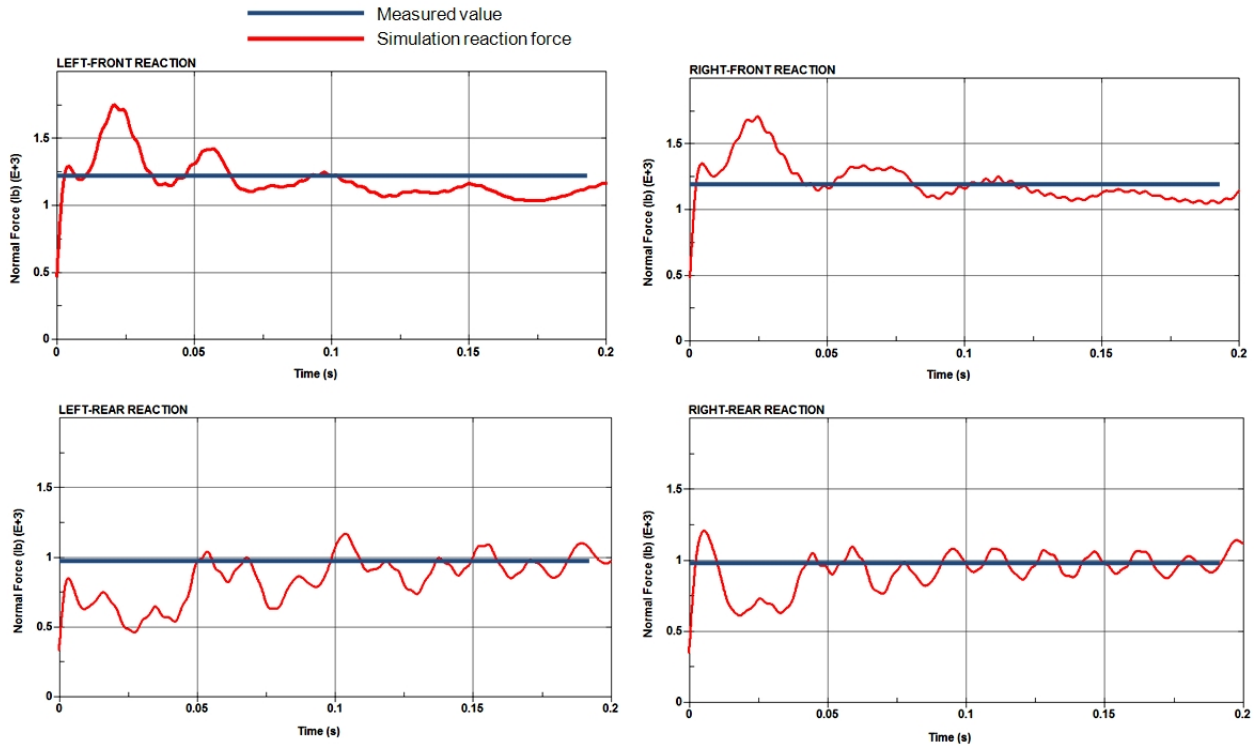 Measured value
Simulation reaction force
LEFT-FRONT REACTION
Normal Force (lb) (E+3)
1.5
1
0.5
0
0
0.05
0.1
0.15
0.2
Time (s)
RIGHT-FRONT REACTION
Normal Force (lb) (E+3)
1.5
1
0.5
0
0
0.05
0.1
0.15
0.2
Time (s)
LEFT-REAR REACTION
Normal Force (lb) (E+3)
1.5
1
0.5
0
0
0.05
0.1
0.15
0.2
Time (s)
RIGHT-REAR REACTION
Normal Force (lb) (E+3)
1.5
1
0.5
0
0
0.05
0.1
0.15
0.2
Time (s)